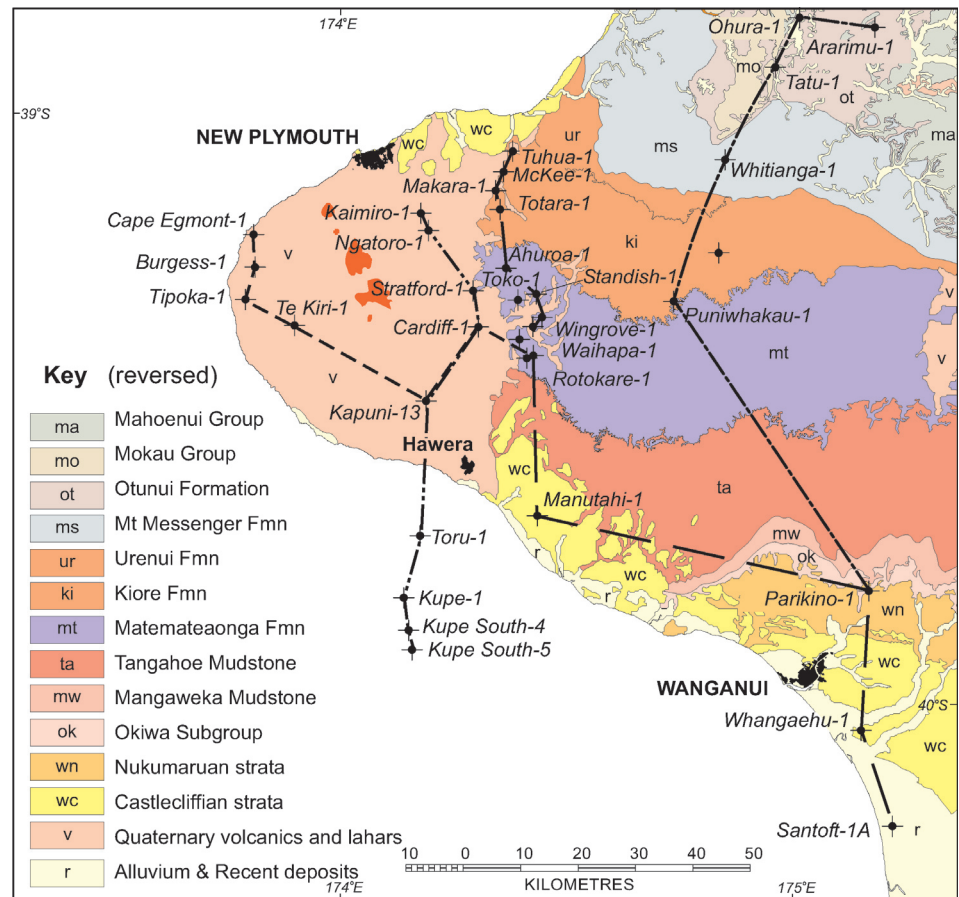 174°E
Ohura-1
Ararimu-1
mo
Tatu-1
ot
39°S
NEW PLYMOUTH
wc
wc
ur
ms
ma
Tuhua-1
McKee-1
Whitianga-1
Makara-1
Cape Egmont-1
Kaimiro-1
Totara-1
v
Ngatoro-1
ki
Burgess-1
Ahuroa-1
Toko-1
Standish-1
v
Tipoka-1
Stratford-1
Te Kiri-1
Puniwhakau-1
Cardiff-1
Wingrove-1
Waihapa-1
mt
v
v
Rotokare-1
Key (reversed)
Kapuni-13
ma Mahoenui Group
Hawera
mo Mokau Group
wc
ot Otunui Formation
ta
Manutahi-1
ms Mt Messenger Fmn
Toru-1
mw
r
ok
ur Urenui Fmn
wc
ki Kiore Fmn
r
Kupe-1
Parikino-1
wn
mt Matemateaonga Fmn
Kupe South-4
Kupe South-5
ta Tangahoe Mudstone
wc
WANGANUI
mw Mangaweka Mudstone
40°S
Whangaehu-1
ok Okiwa Subgroup
wc
wn Nukumaruan strata
wc Castlecliffian strata
Santoft-1A
r
v Quaternary volcanics and lahars
r Alluvium & Recent deposits
10 0 10 20 30 40 50
KILOMETRES
174°E
175°E